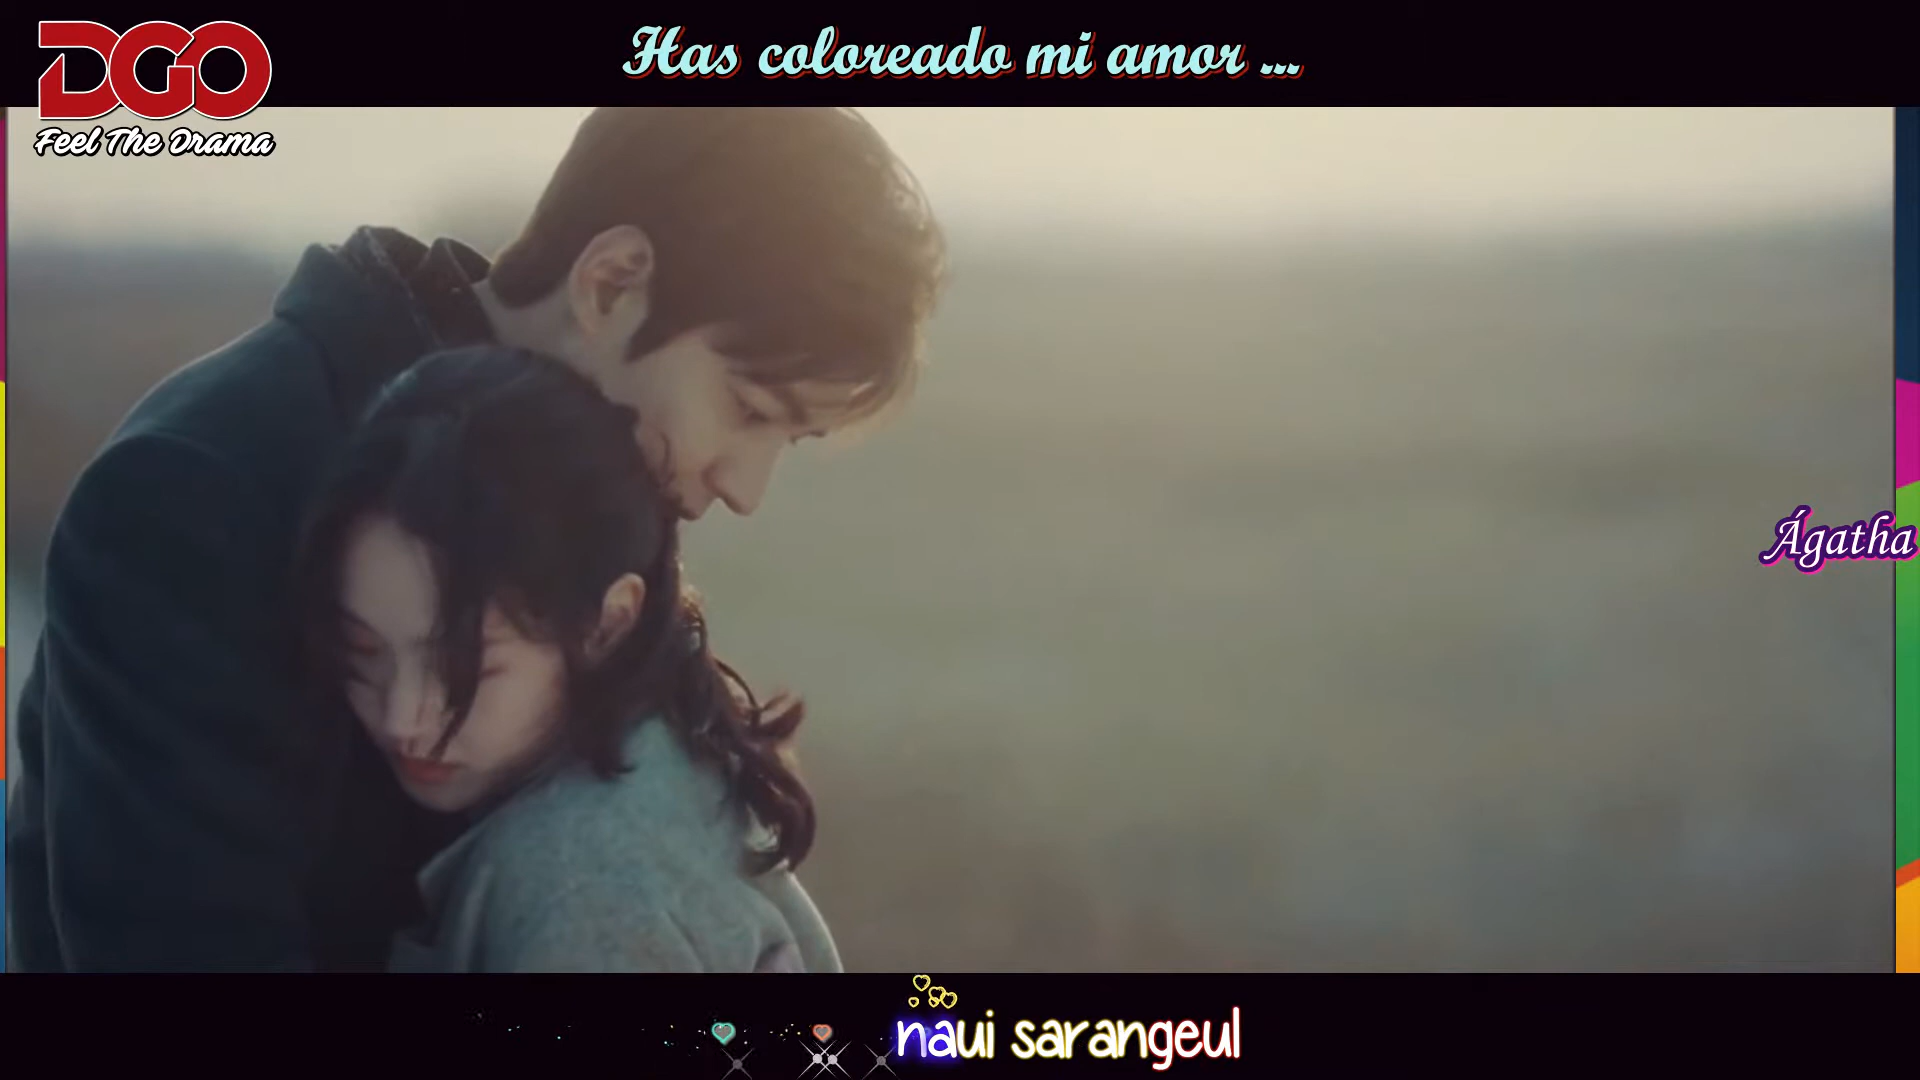 DGO
Feel The Drama
Has coloreado mi amor ...
Ágatha
naui sarangeul